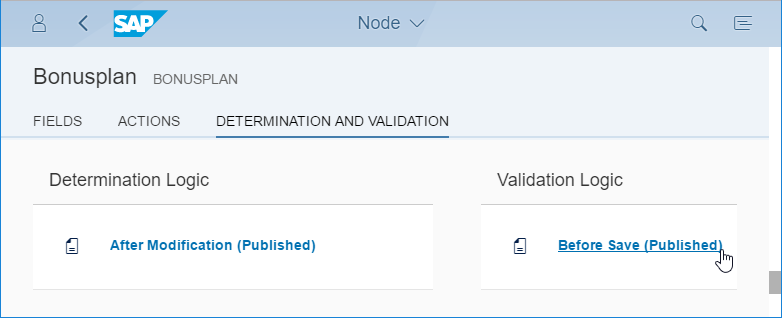 SAP
Node
Bonusplan BONUSPLAN
FIELDS ACTIONS DETERMINATION AND VALIDATION
Determination Logic
After Modification (Published)
Validation Logic
Before Save (Published)